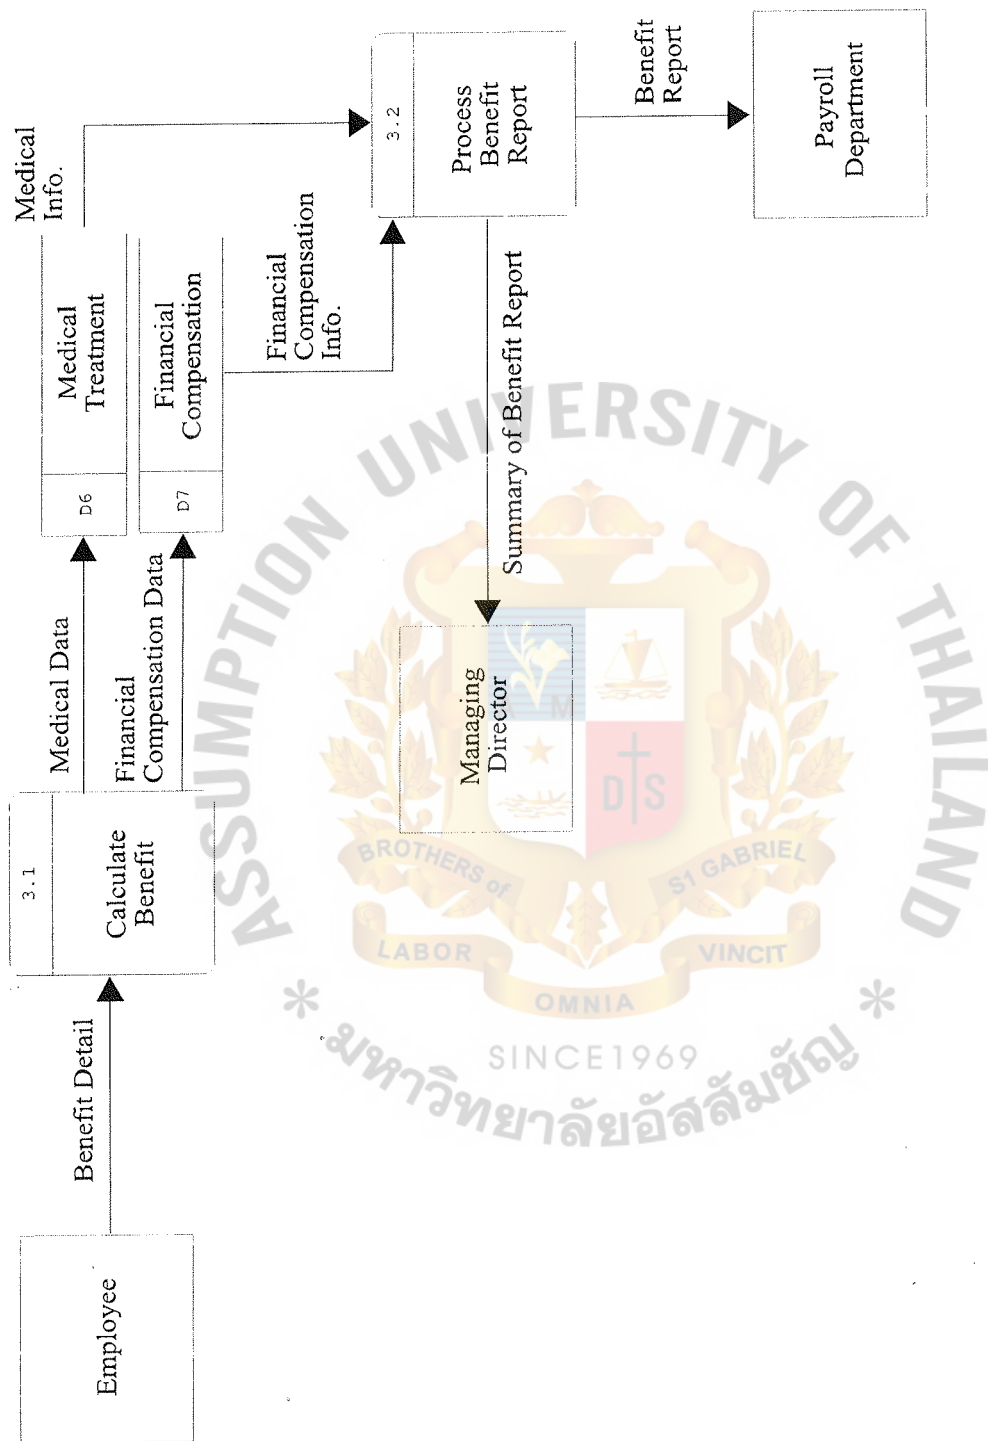 Employee
Benefit Detail
3.1
Calculate
Benefit
Medical Data
Financial
Compensation Data
D6
Medical
Treatment
D7
Financial
Compensation
Medical
Info.
Financial
Compensation
Info.
3.2
Process
Benefit
Report
Summary of Benefit Report
Managing
Director
Benefit
Report
Payroll
Department
ASSUMPTION UNIVERSITY OF THAILAND
M
D S
BROTHERS of
S1 GABRIEL
LABOR
OMNIA
VINCIT
SINCE1969
* มหาวิทยาลัยอัสสัมชัญ *